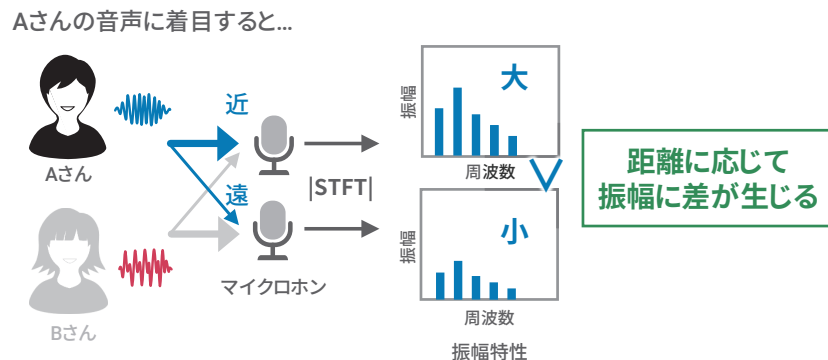 Aさんの音声に着目すると…
Aさん
近
遠
Bさん
マイクロホン
|STFT|
振幅
大
周波数
振幅
小
周波数
振幅特性
距離に応じて
振幅に差が生じる